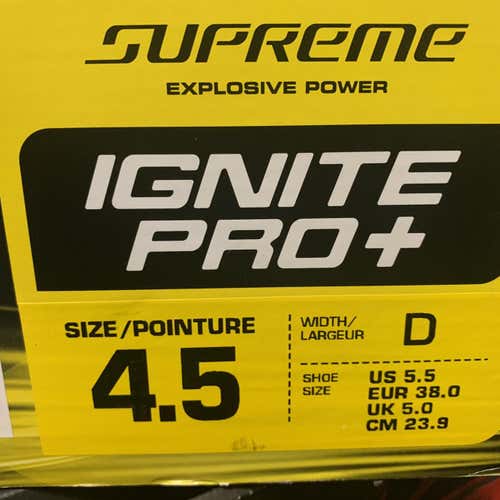 SUPREME
EXPLOSIVE POWER
IGNITE
PRO+
SIZE/POINTURE
4.5
WIDTH/
LARGEUR
D
SHOE
SIZE
US 5.5
EUR 38.0
UK 5.0
CM 23.9